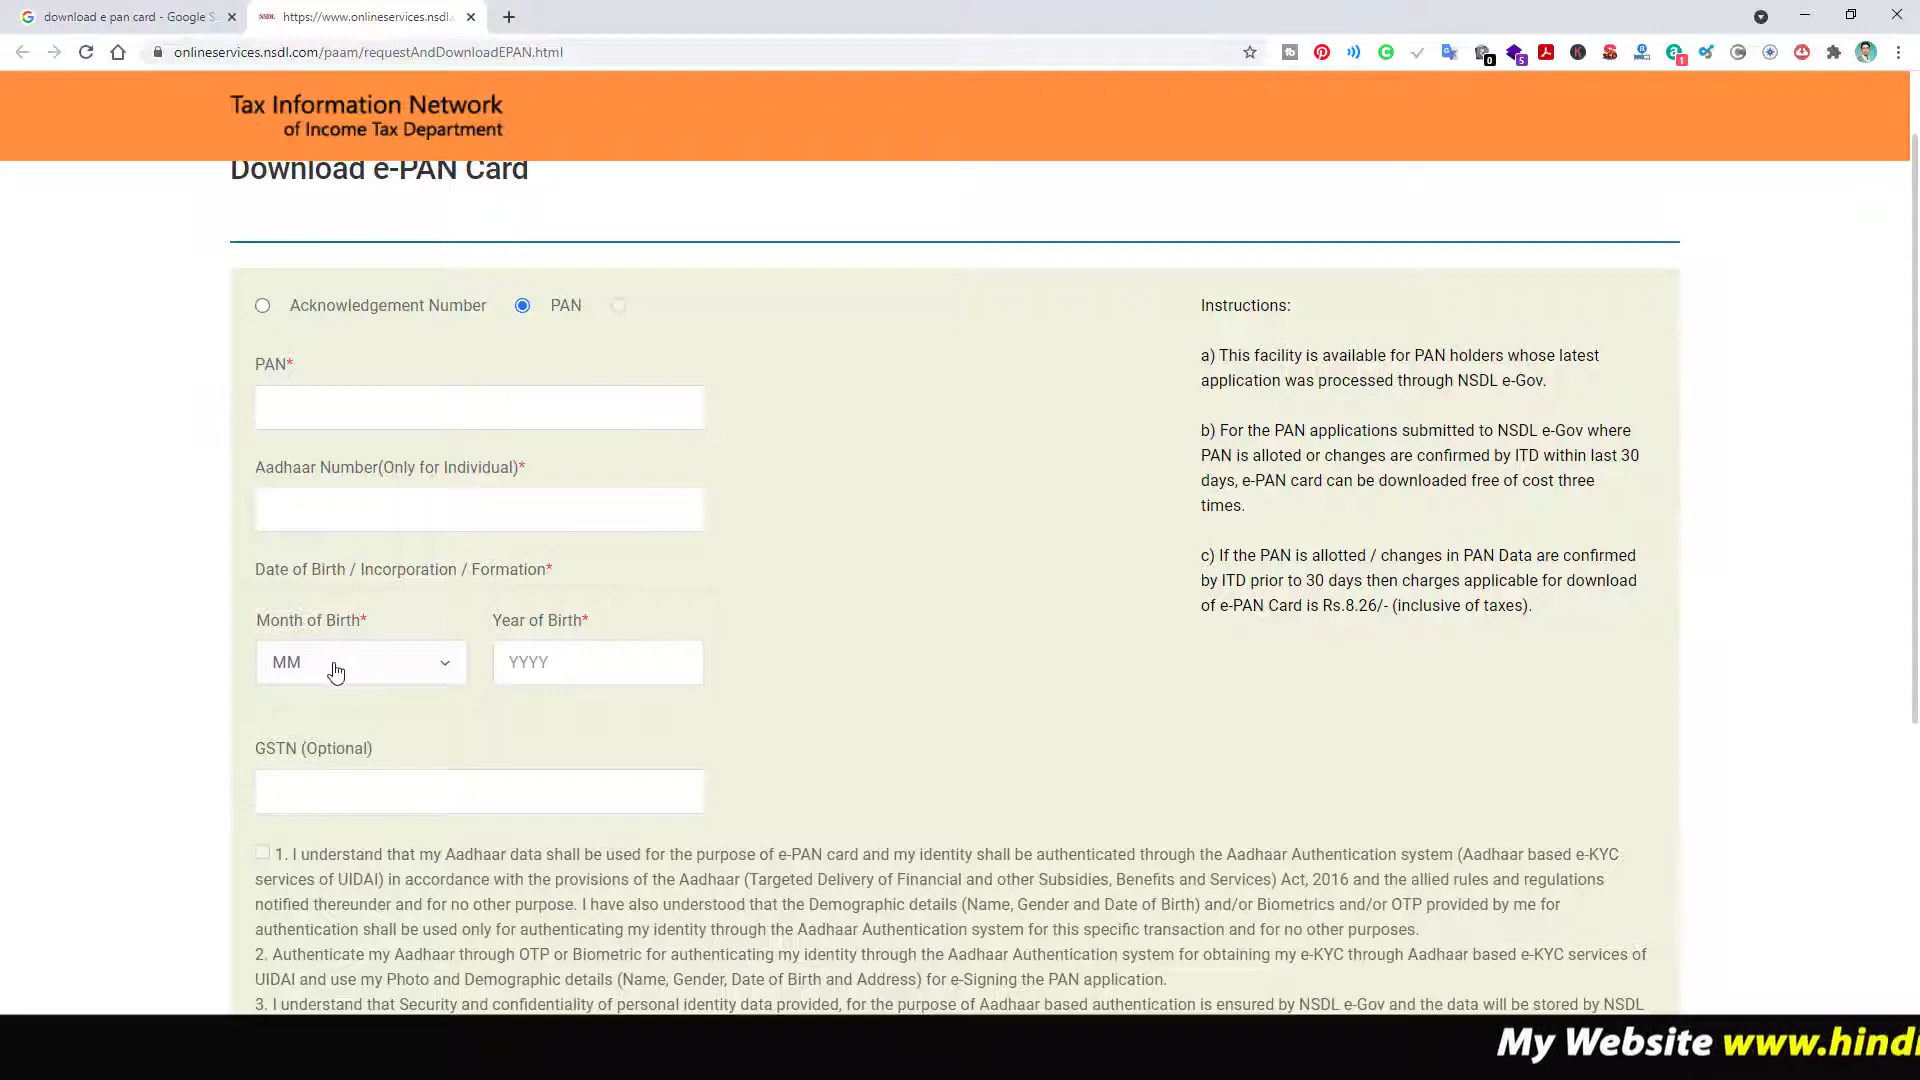 download e pan card - Google S
NSDL https://www.onlineservices.nsdl.
onlineservices.nsdl.com/paam/requestAndDownloadEPAN.html
0
5
1
Tax Information Network
of Income Tax Department
Download e-PAN Card
Acknowledgement Number
PAN
PAN*
Aadhaar Number(Only for Individual)*
Date of Birth / Incorporation / Formation*
Month of Birth*
Year of Birth*
MM
YYYY
GSTN (Optional)
Instructions:
a) This facility is available for PAN holders whose latest
application was processed through NSDL e-Gov.
b) For the PAN applications submitted to NSDL e-Gov where
PAN is alloted or changes are confirmed by ITD within last 30
days, e-PAN card can be downloaded free of cost three
times.
c) If the PAN is allotted / changes in PAN Data are confirmed
by ITD prior to 30 days then charges applicable for download
of e-PAN Card is Rs.8.26/- (inclusive of taxes).
1. I understand that my Aadhaar data shall be used for the purpose of e-PAN card and my identity shall be authenticated through the Aadhaar Authentication system (Aadhaar based e-KYC
services of UIDAI) in accordance with the provisions of the Aadhaar (Targeted Delivery of Financial and other Subsidies, Benefits and Services) Act, 2016 and the allied rules and regulations
notified thereunder and for no other purpose. I have also understood that the Demographic details (Name, Gender and Date of Birth) and/or Biometrics and/or OTP provided by me for
authentication shall be used only for authenticating my identity through the Aadhaar Authentication system for this specific transaction and for no other purposes.
2. Authenticate my Aadhaar through OTP or Biometric for authenticating my identity through the Aadhaar Authentication system for obtaining my e-KYC through Aadhaar based e-KYC services of
UIDAI and use my Photo and Demographic details (Name, Gender, Date of Birth and Address) for e-Signing the PAN application.
3. I understand that Security and confidentiality of personal identity data provided, for the purpose of Aadhaar based authentication is ensured by NSDL e-Gov and the data will be stored by NSDL
My Website www.hindi